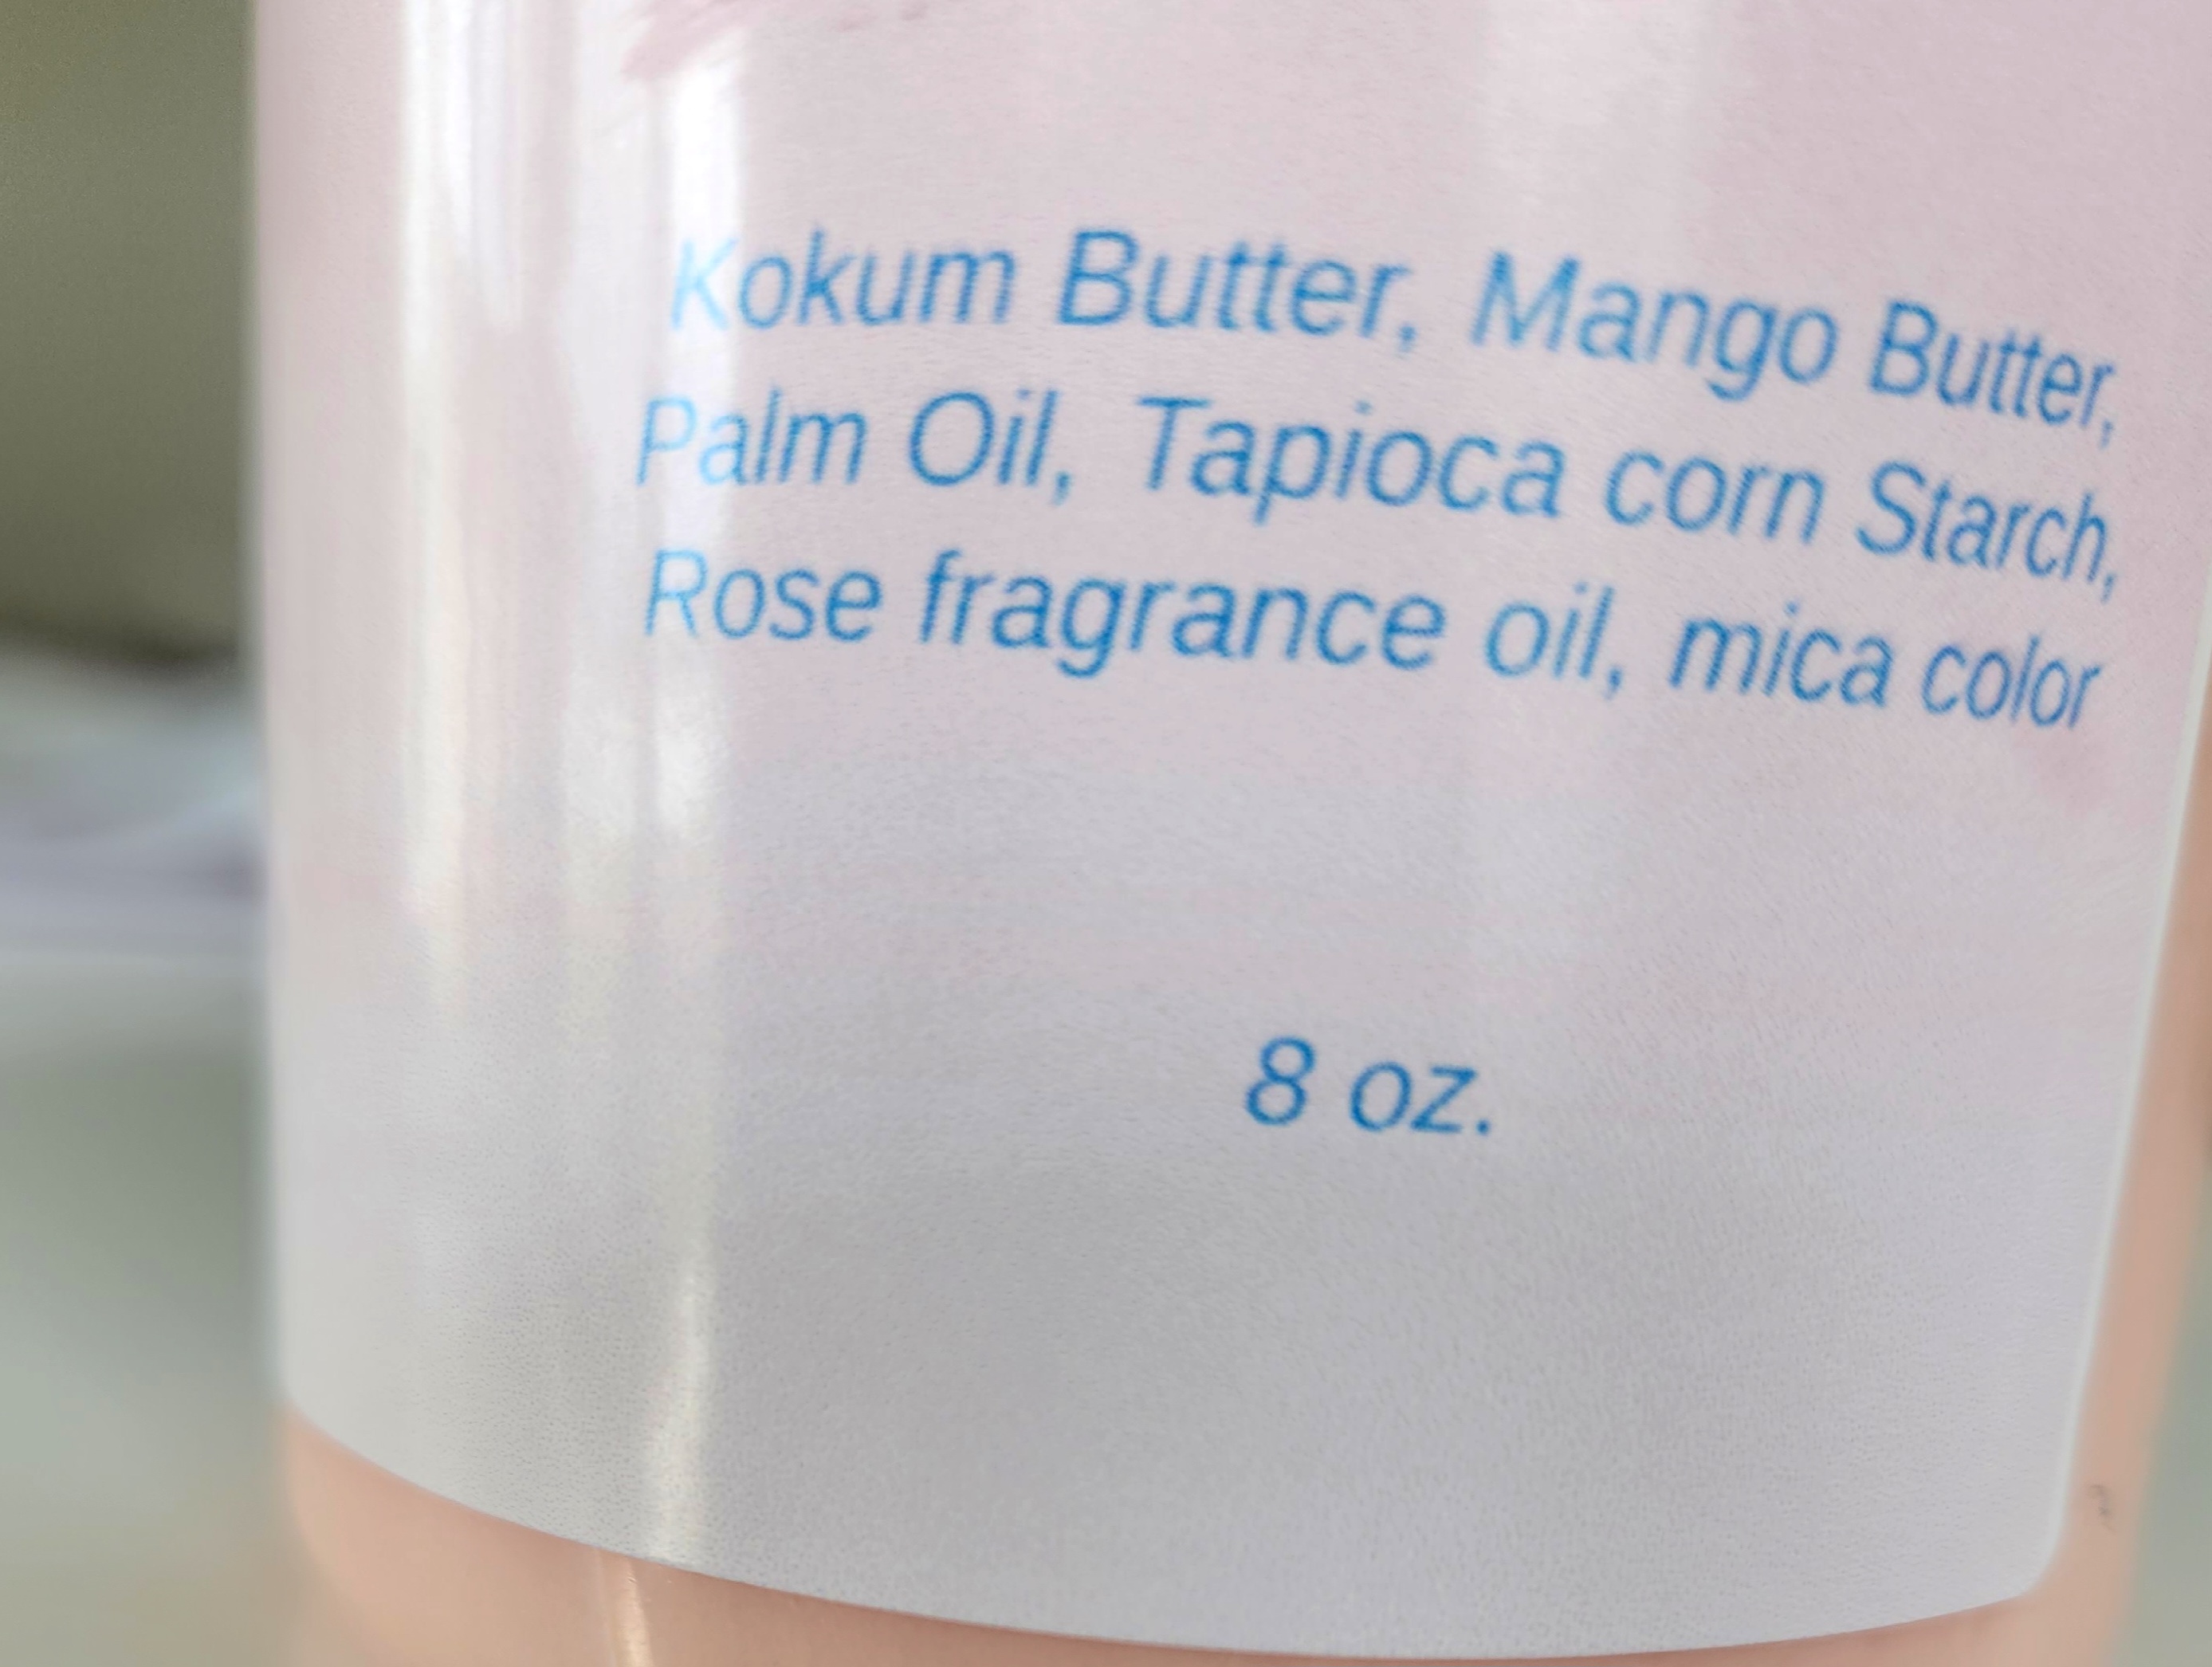 Kokum Butter, Mango Butter,
Palm Oil, Tapioca corn Starch,
Rose fragrance oil, mica color
8 oz.